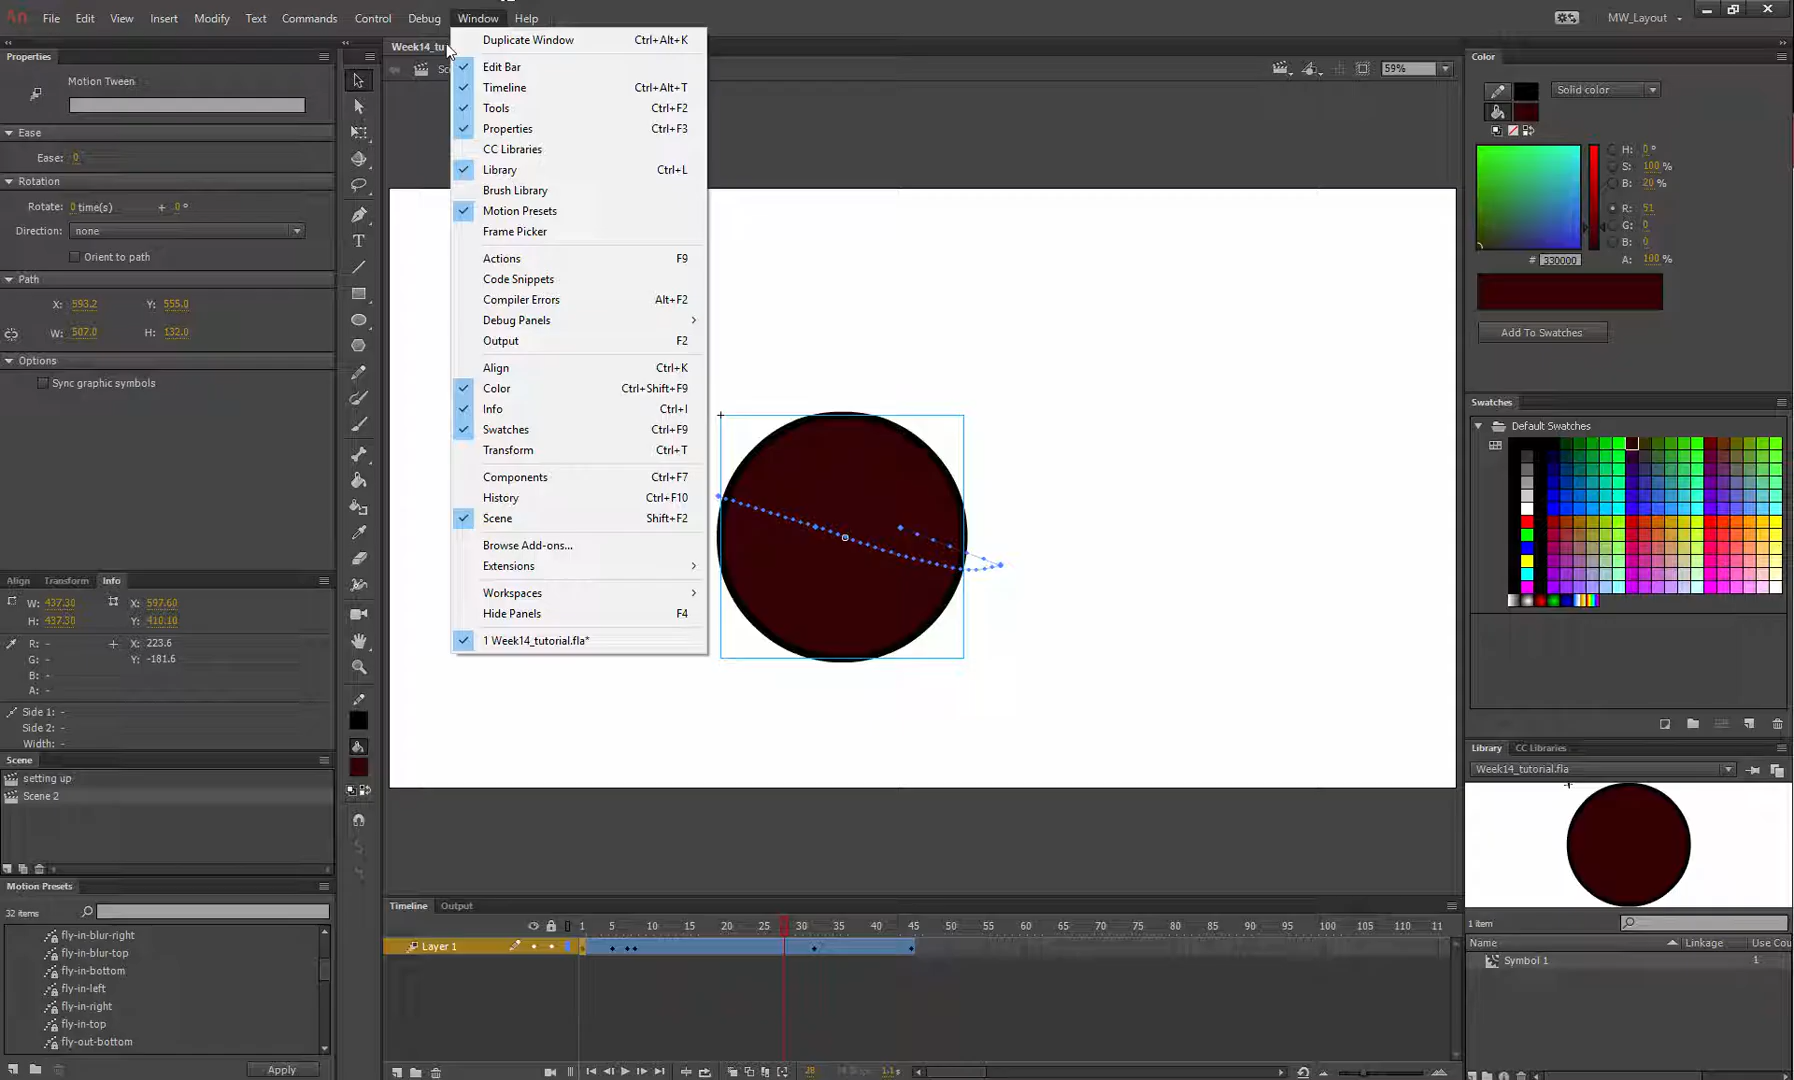 An File Edit View Insert Modify Text Commands Control Debug Window Help MW_Layout
Properties
Motion Tween
Ease
Ease: 0
Rotation
Rotate: 0 time(s) + 0 °
Direction: none
Orient to path
Path
X: 593.2 Y: 555.0
W: 507.0 H: 132.0
Options
Sync graphic symbols
Align Transform Info
W: 437.30 X: 597.60
H: 437.30 Y: 410.10
R: - X: 223.6
G: - Y: -181.6
B: -
A: -
Side 1: -
Side 2: -
Width: -
Scene
setting up
Scene 2
Motion Presets
32 items
fly-in-blur-right
fly-in-blur-top
fly-in-bottom
fly-in-left
fly-in-right
fly-in-top
fly-out-bottom
Apply
Week14_tu
59%
Duplicate Window Ctrl+Alt+K
Edit Bar
Timeline Ctrl+Alt+T
Tools Ctrl+F2
Properties Ctrl+F3
CC Libraries
Library Ctrl+L
Brush Library
Motion Presets
Frame Picker
Actions F9
Code Snippets
Compiler Errors Alt+F2
Debug Panels
Output F2
Align Ctrl+K
Color Ctrl+Shift+F9
Info Ctrl+I
Swatches Ctrl+F9
Transform Ctrl+T
Components Ctrl+F7
History Ctrl+F10
Scene Shift+F2
Browse Add-ons...
Extensions
Workspaces
Hide Panels F4
1 Week14_tutorial.fla*
Timeline Output
1 5 10 15 20 25 30 35 40 45 50 55 60 65 70 75 80 85 90 95 100 105 110 11
Layer 1
28 1.1s
Color
Solid color
H: 0 °
S: 100 %
B: 20 %
R: 51
G: 0
B: 0
# 330000 A: 100 %
Add To Swatches
Swatches
Default Swatches
Library CC Libraries
Week14_tutorial.fla
1 item
Name Linkage Use Cou
Symbol 1 1